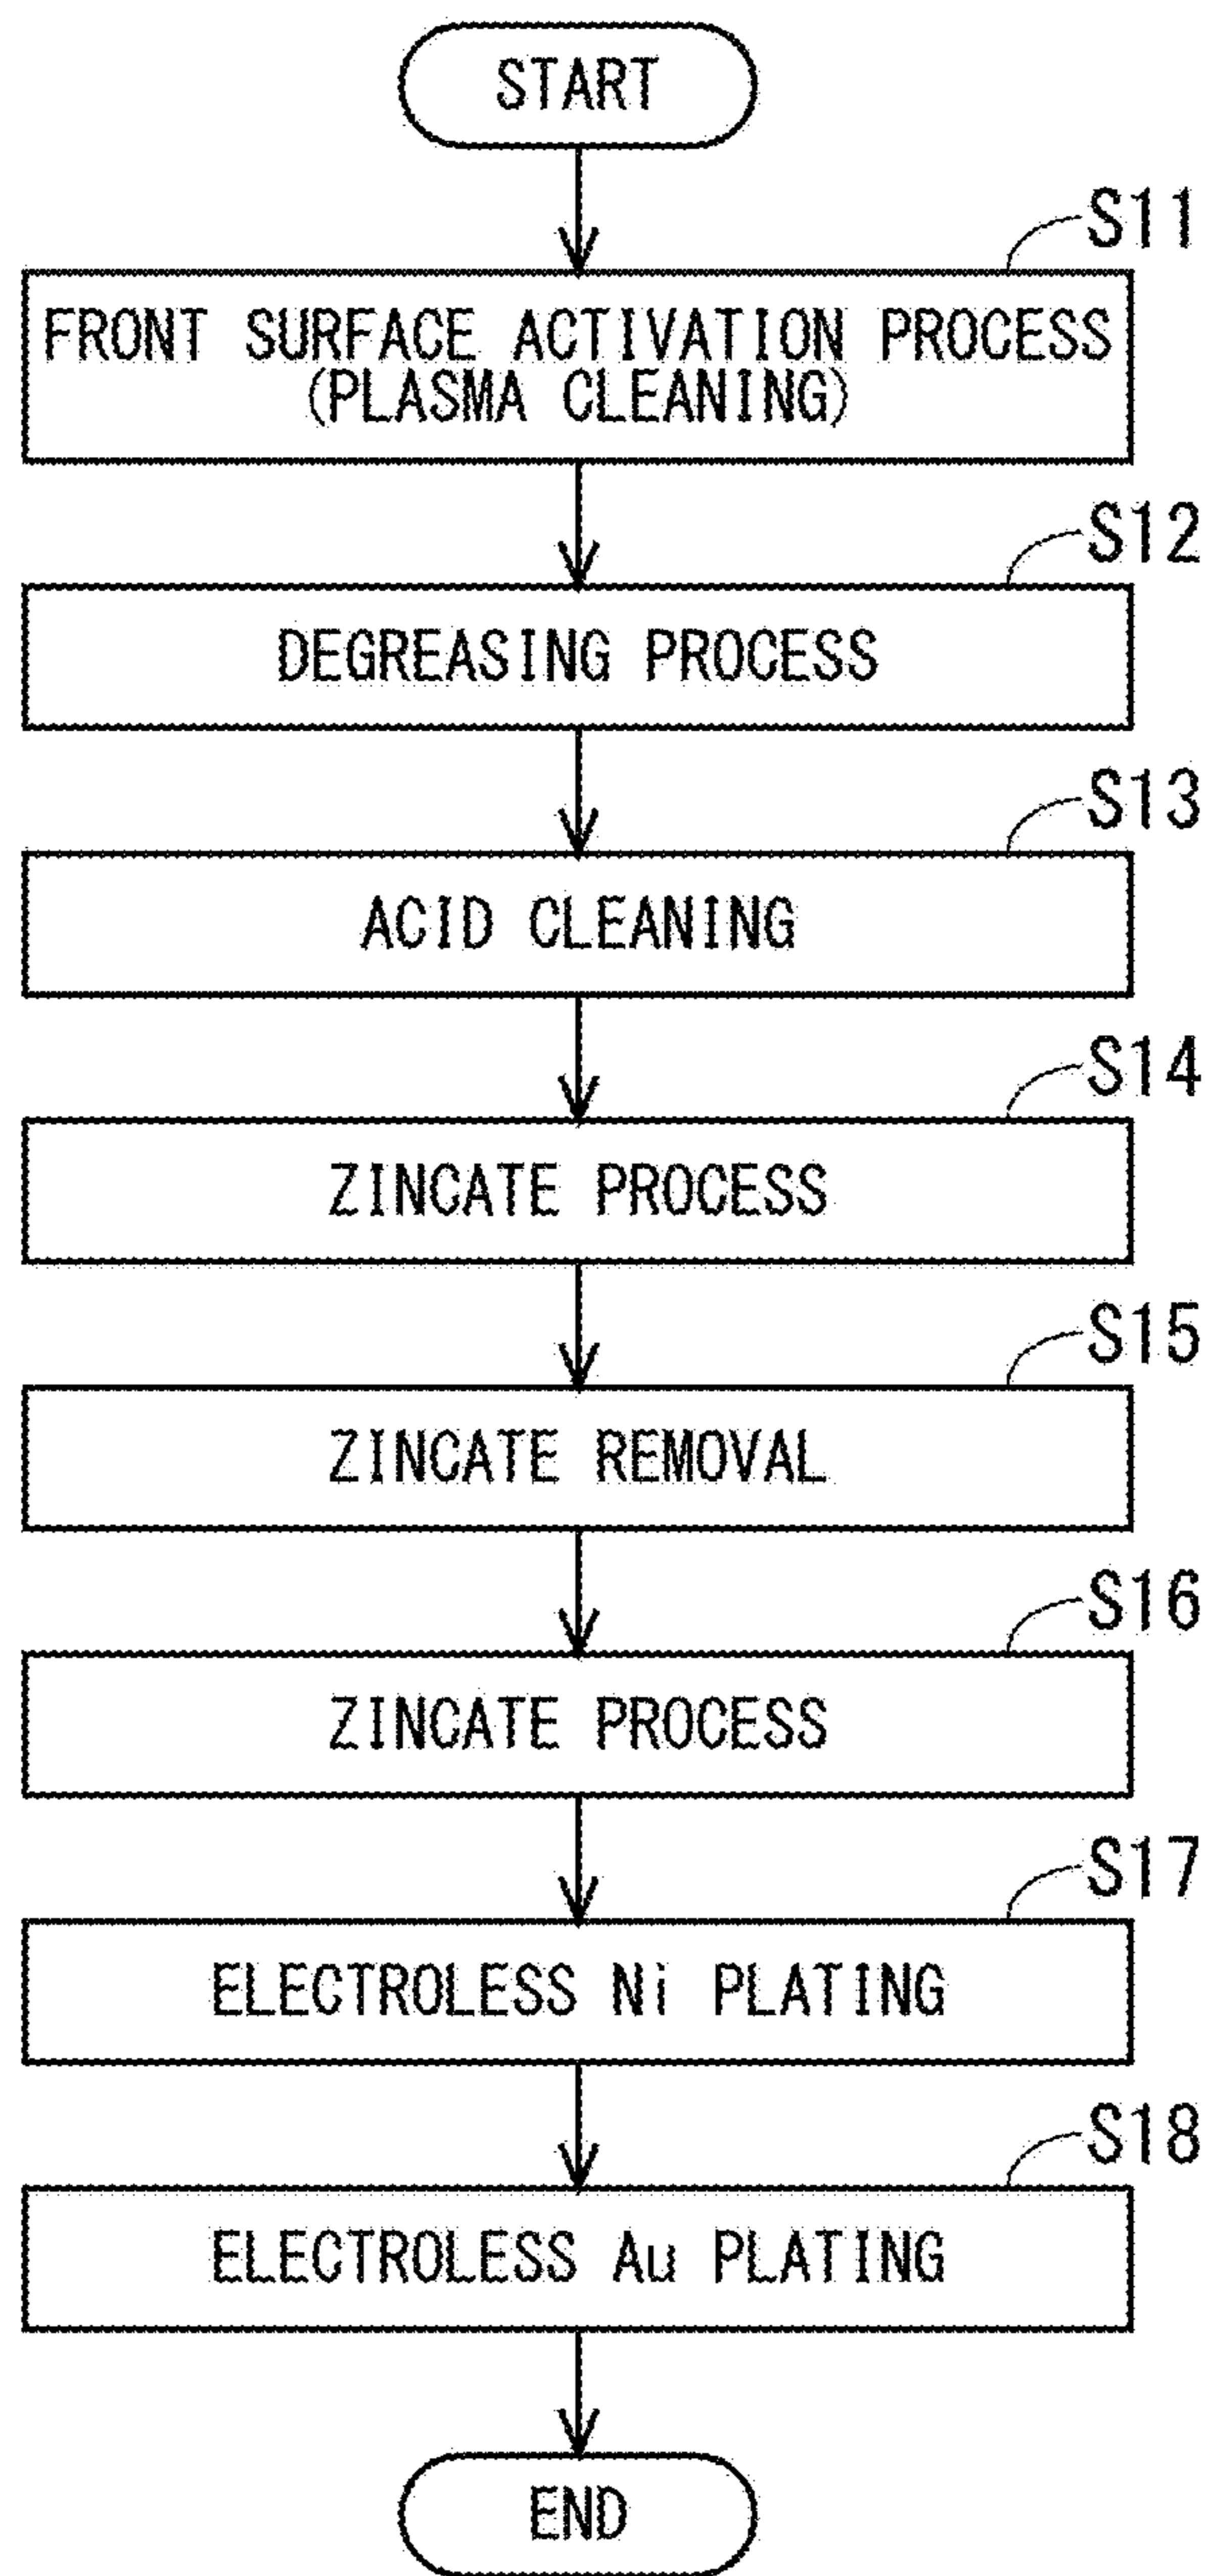 START
S11
FRONT SURFACE ACTIVATION PROCESS
(PLASMA CLEANING)
S12
DEGREASING PROCESS
S13
ACID CLEANING
S14
ZINCATE PROCESS
S15
ZINCATE REMOVAL
S16
ZINCATE PROCESS
S17
ELECTROLESS Ni PLATING
S18
ELECTROLESS Au PLATING
END